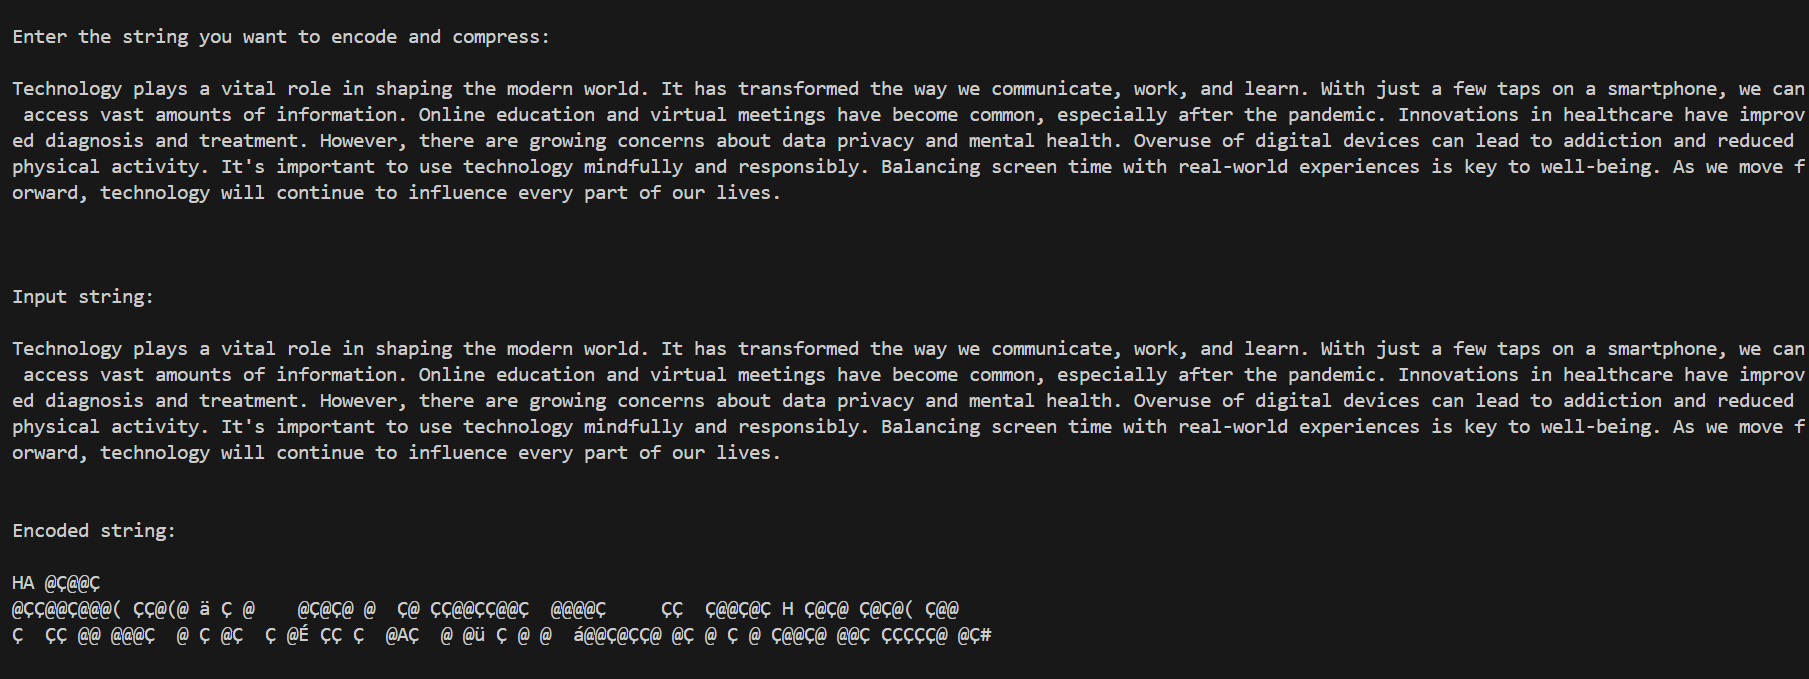 Enter the string you want to encode and compress:
Technology plays a vital role in shaping the modern world. It has transformed the way we communicate, work, and learn. With just a few taps on a smartphone, we can
access vast amounts of information. Online education and virtual meetings have become common, especially after the pandemic. Innovations in healthcare have improv
ed diagnosis and treatment. However, there are growing concerns about data privacy and mental health. Overuse of digital devices can lead to addiction and reduced
physical activity. It's important to use technology mindfully and responsibly. Balancing screen time with real-world experiences is key to well-being. As we move f
orward, technology will continue to influence every part of our lives.
Input string:
Technology plays a vital role in shaping the modern world. It has transformed the way we communicate, work, and learn. With just a few taps on a smartphone, we can
access vast amounts of information. Online education and virtual meetings have become common, especially after the pandemic. Innovations in healthcare have improv
ed diagnosis and treatment. However, there are growing concerns about data privacy and mental health. Overuse of digital devices can lead to addiction and reduced
physical activity. It's important to use technology mindfully and responsibly. Balancing screen time with real-world experiences is key to well-being. As we move f
orward, technology will continue to influence every part of our lives.
Encoded string:
HA @Ç@@Ç
@ÇÇ@@Ç@@@( ÇÇ@(@ ä Ç @    @Ç@Ç@ @  Ç@ ÇÇ@@ÇÇ@@Ç  @@@@Ç     ÇÇ  Ç@@Ç@Ç H Ç@Ç@ Ç@Ç@( Ç@@
Ç  ÇÇ @@ @@@Ç  @ Ç @Ç  Ç @É ÇÇ Ç  @AÇ  @ @ü Ç @ @  á@@Ç@ÇÇ@ @Ç @ Ç @ Ç@@Ç@ @@Ç ÇÇÇÇÇ@ @Ç#